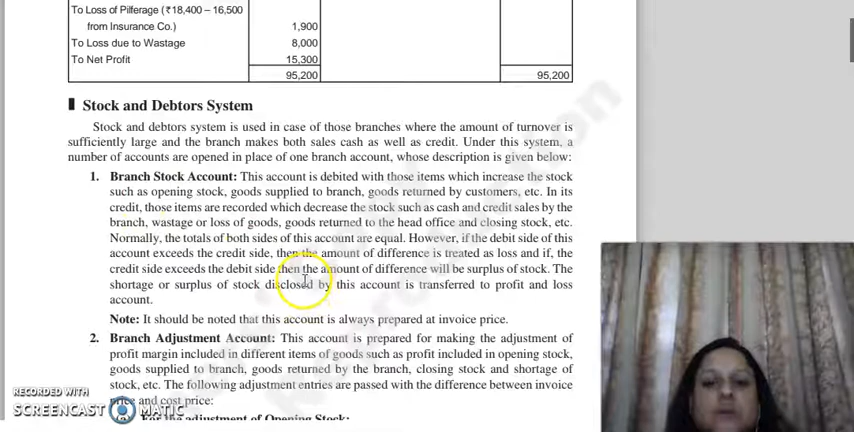 To Loss of Pilferage (₹18,400 – 16,500
from Insurance Co.) 1,900
To Loss due to Wastage 8,000
To Net Profit 15,300
95,200 95,200
Stock and Debtors System
Stock and debtors system is used in case of those branches where the amount of turnover is
sufficiently large and the branch makes both sales cash as well as credit. Under this system, a
number of accounts are opened in place of one branch account, whose description is given below:
1. Branch Stock Account: This account is debited with those items which increase the stock
such as opening stock, goods supplied to branch, goods returned by customers, etc. In its
credit, those items are recorded which decrease the stock such as cash and credit sales by the
branch, wastage or loss of goods, goods returned to the head office and closing stock, etc.
Normally, the totals of both sides of this account are equal. However, if the debit side of this
account exceeds the credit side, then the amount of difference is treated as loss and if, the
credit side exceeds the debit side then the amount of difference will be surplus of stock. The
shortage or surplus of stock disclosed by this account is transferred to profit and loss
account.
Note: It should be noted that this account is always prepared at invoice price.
2. Branch Adjustment Account: This account is prepared for making the adjustment of
profit margin included in different items of goods such as profit included in opening stock,
goods supplied to branch, goods returned by the branch, closing stock and shortage of
stock, etc. The following adjustment entries are passed with the difference between invoice
price and cost price:
For the adjustment of Opening Stock:
RECORDED WITH
SCREENCAST MATIC